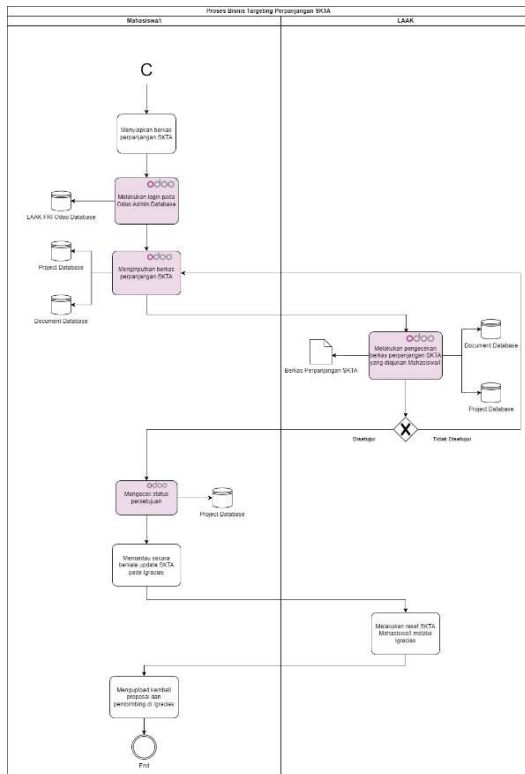 Proses Bisnis Targeting Perpanjangan SKTA
Mahasiswa/i
LAAK
C
Menyiapkan berkas
perpanjangan SKTA
odoo
Melakukan login pada
Odoo Admin Database
LAAK FRI Odoo Database
Project Database
odoo
Menginputkan berkas
perpanjangan SKTA
Document Database
odoo
Melakukan pengecekan
berkas perpanjangan SKTA
yang diajukan Mahasiswa/i
Berkas Perpanjangan SKTA
Document Database
Project Database
X
Disetujui
Tidak Disetujui
odoo
Mengecek status
persetujuan
Project Database
Memantau secara
berkala update SKTA
pada Igracias
Melakukan reset SKTA
Mahasiswa/i melalui
Igracias
Mengupload kembali
proposal dan
pembimbing di Igracias
End